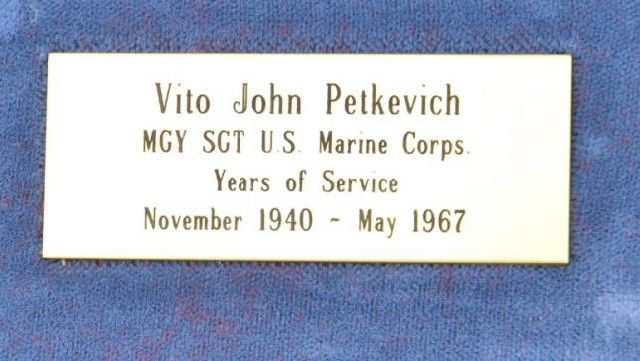 Vito John Petkevich
MGY SGT U.S. Marine Corps.
Years of Service
November 1940 ~ May 1967